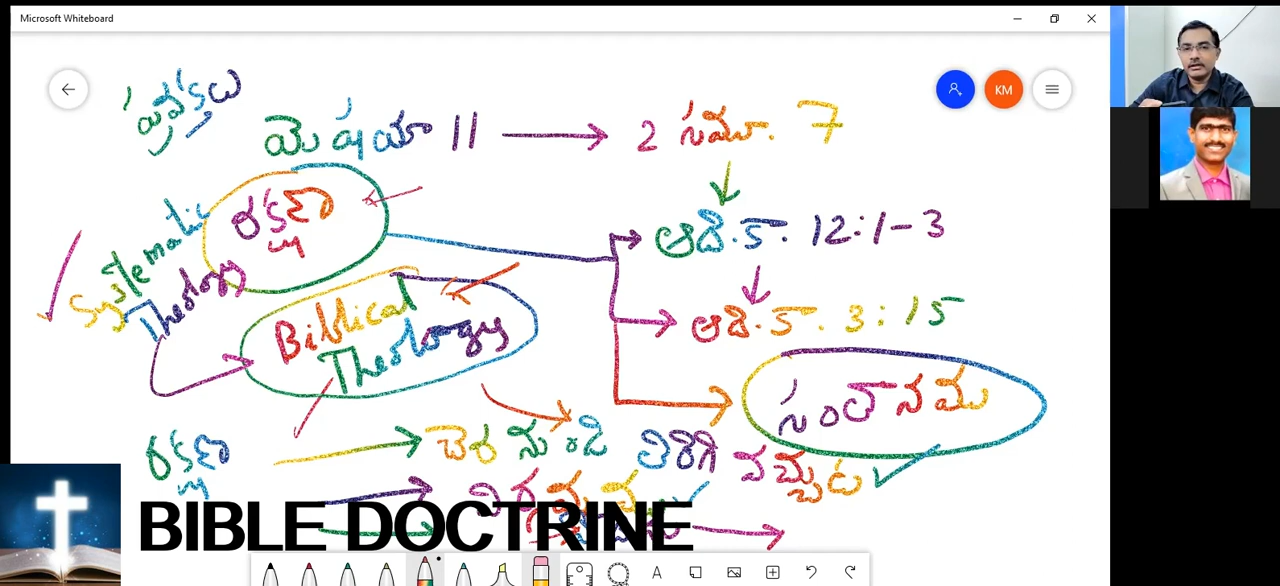 Microsoft Whiteboard
ప్రవక్తలు
యెషయా 11 → 2 సమూ. 7
KM
రక్షణ
ఆది.కా. 12:1-3
Systematic Theology
Biblical Theology
ఆది.కా. 3:15
సంతానము
రక్షణ → చెర నుండి తిరిగి వచ్చుట
BIBLE DOCTRINE